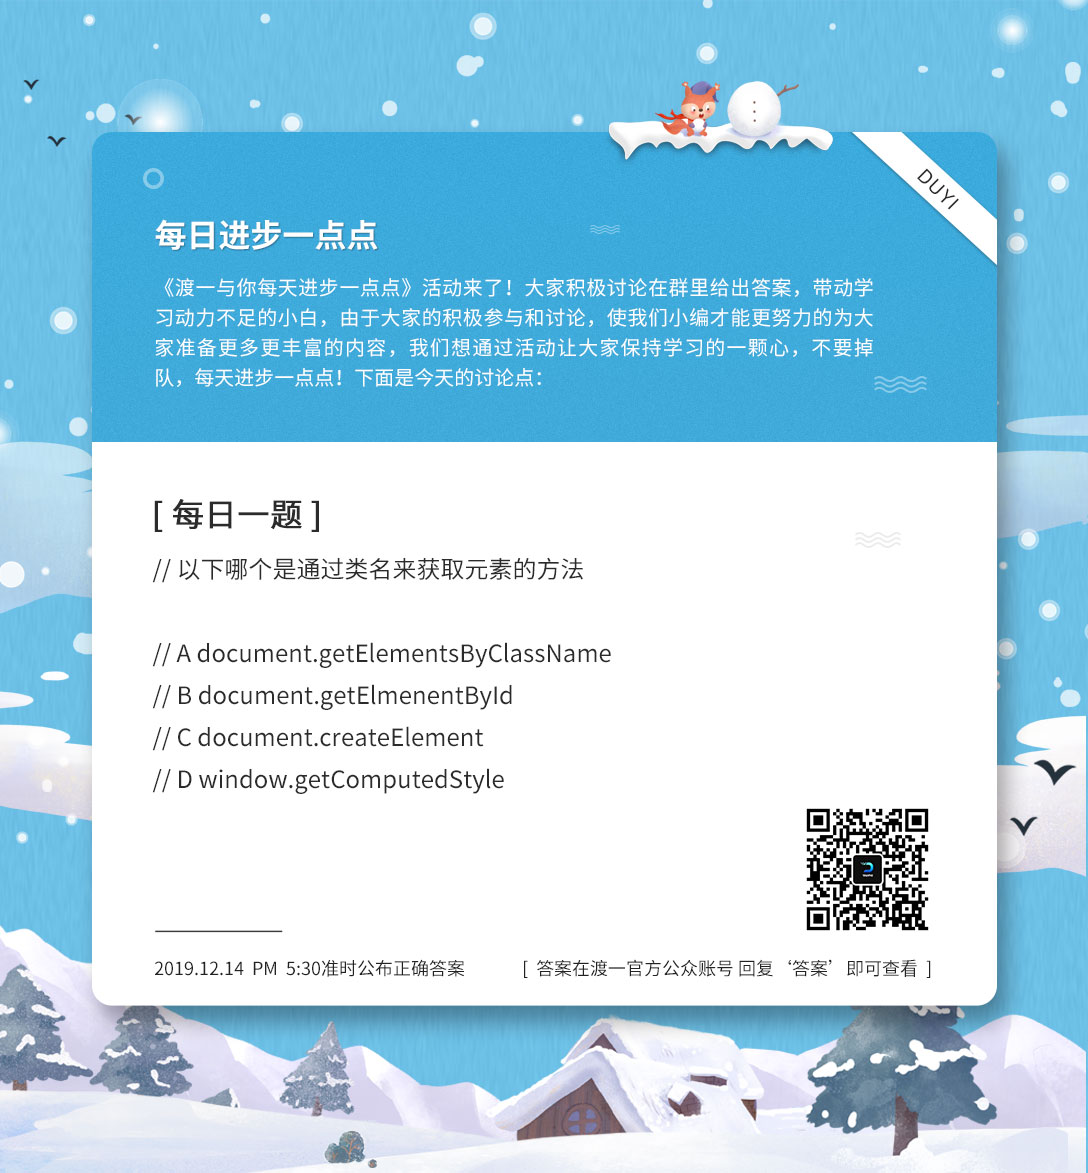 DUYI
每日进步一点点
《渡一与你每天进步一点点》活动来了！大家积极讨论在群里给出答案，带动学
习动力不足的小白，由于大家的积极参与和讨论，使我们小编才能更努力的为大
家准备更多更丰富的内容，我们想通过活动让大家保持学习的一颗心，不要掉
队，每天进步一点点！下面是今天的讨论点：
[ 每日一题 ]
// 以下哪个是通过类名来获取元素的方法
// A document.getElementsByClassName
// B document.getElmenentById
// C document.createElement
// D window.getComputedStyle
2019.12.14 PM 5:30准时公布正确答案
[ 答案在渡一官方公众账号 回复‘答案’即可查看 ]